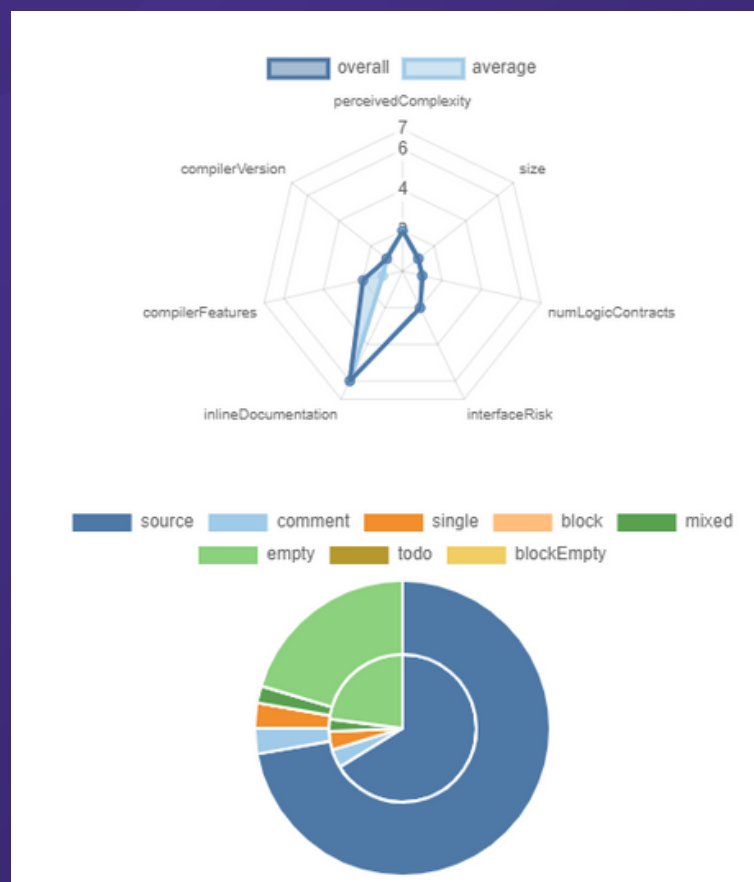 overall average
perceivedComplexity
7
6
compilerVersion size
4
2
compilerFeatures numLogicContracts
inlineDocumentation interfaceRisk
source comment single block mixed
empty todo blockEmpty